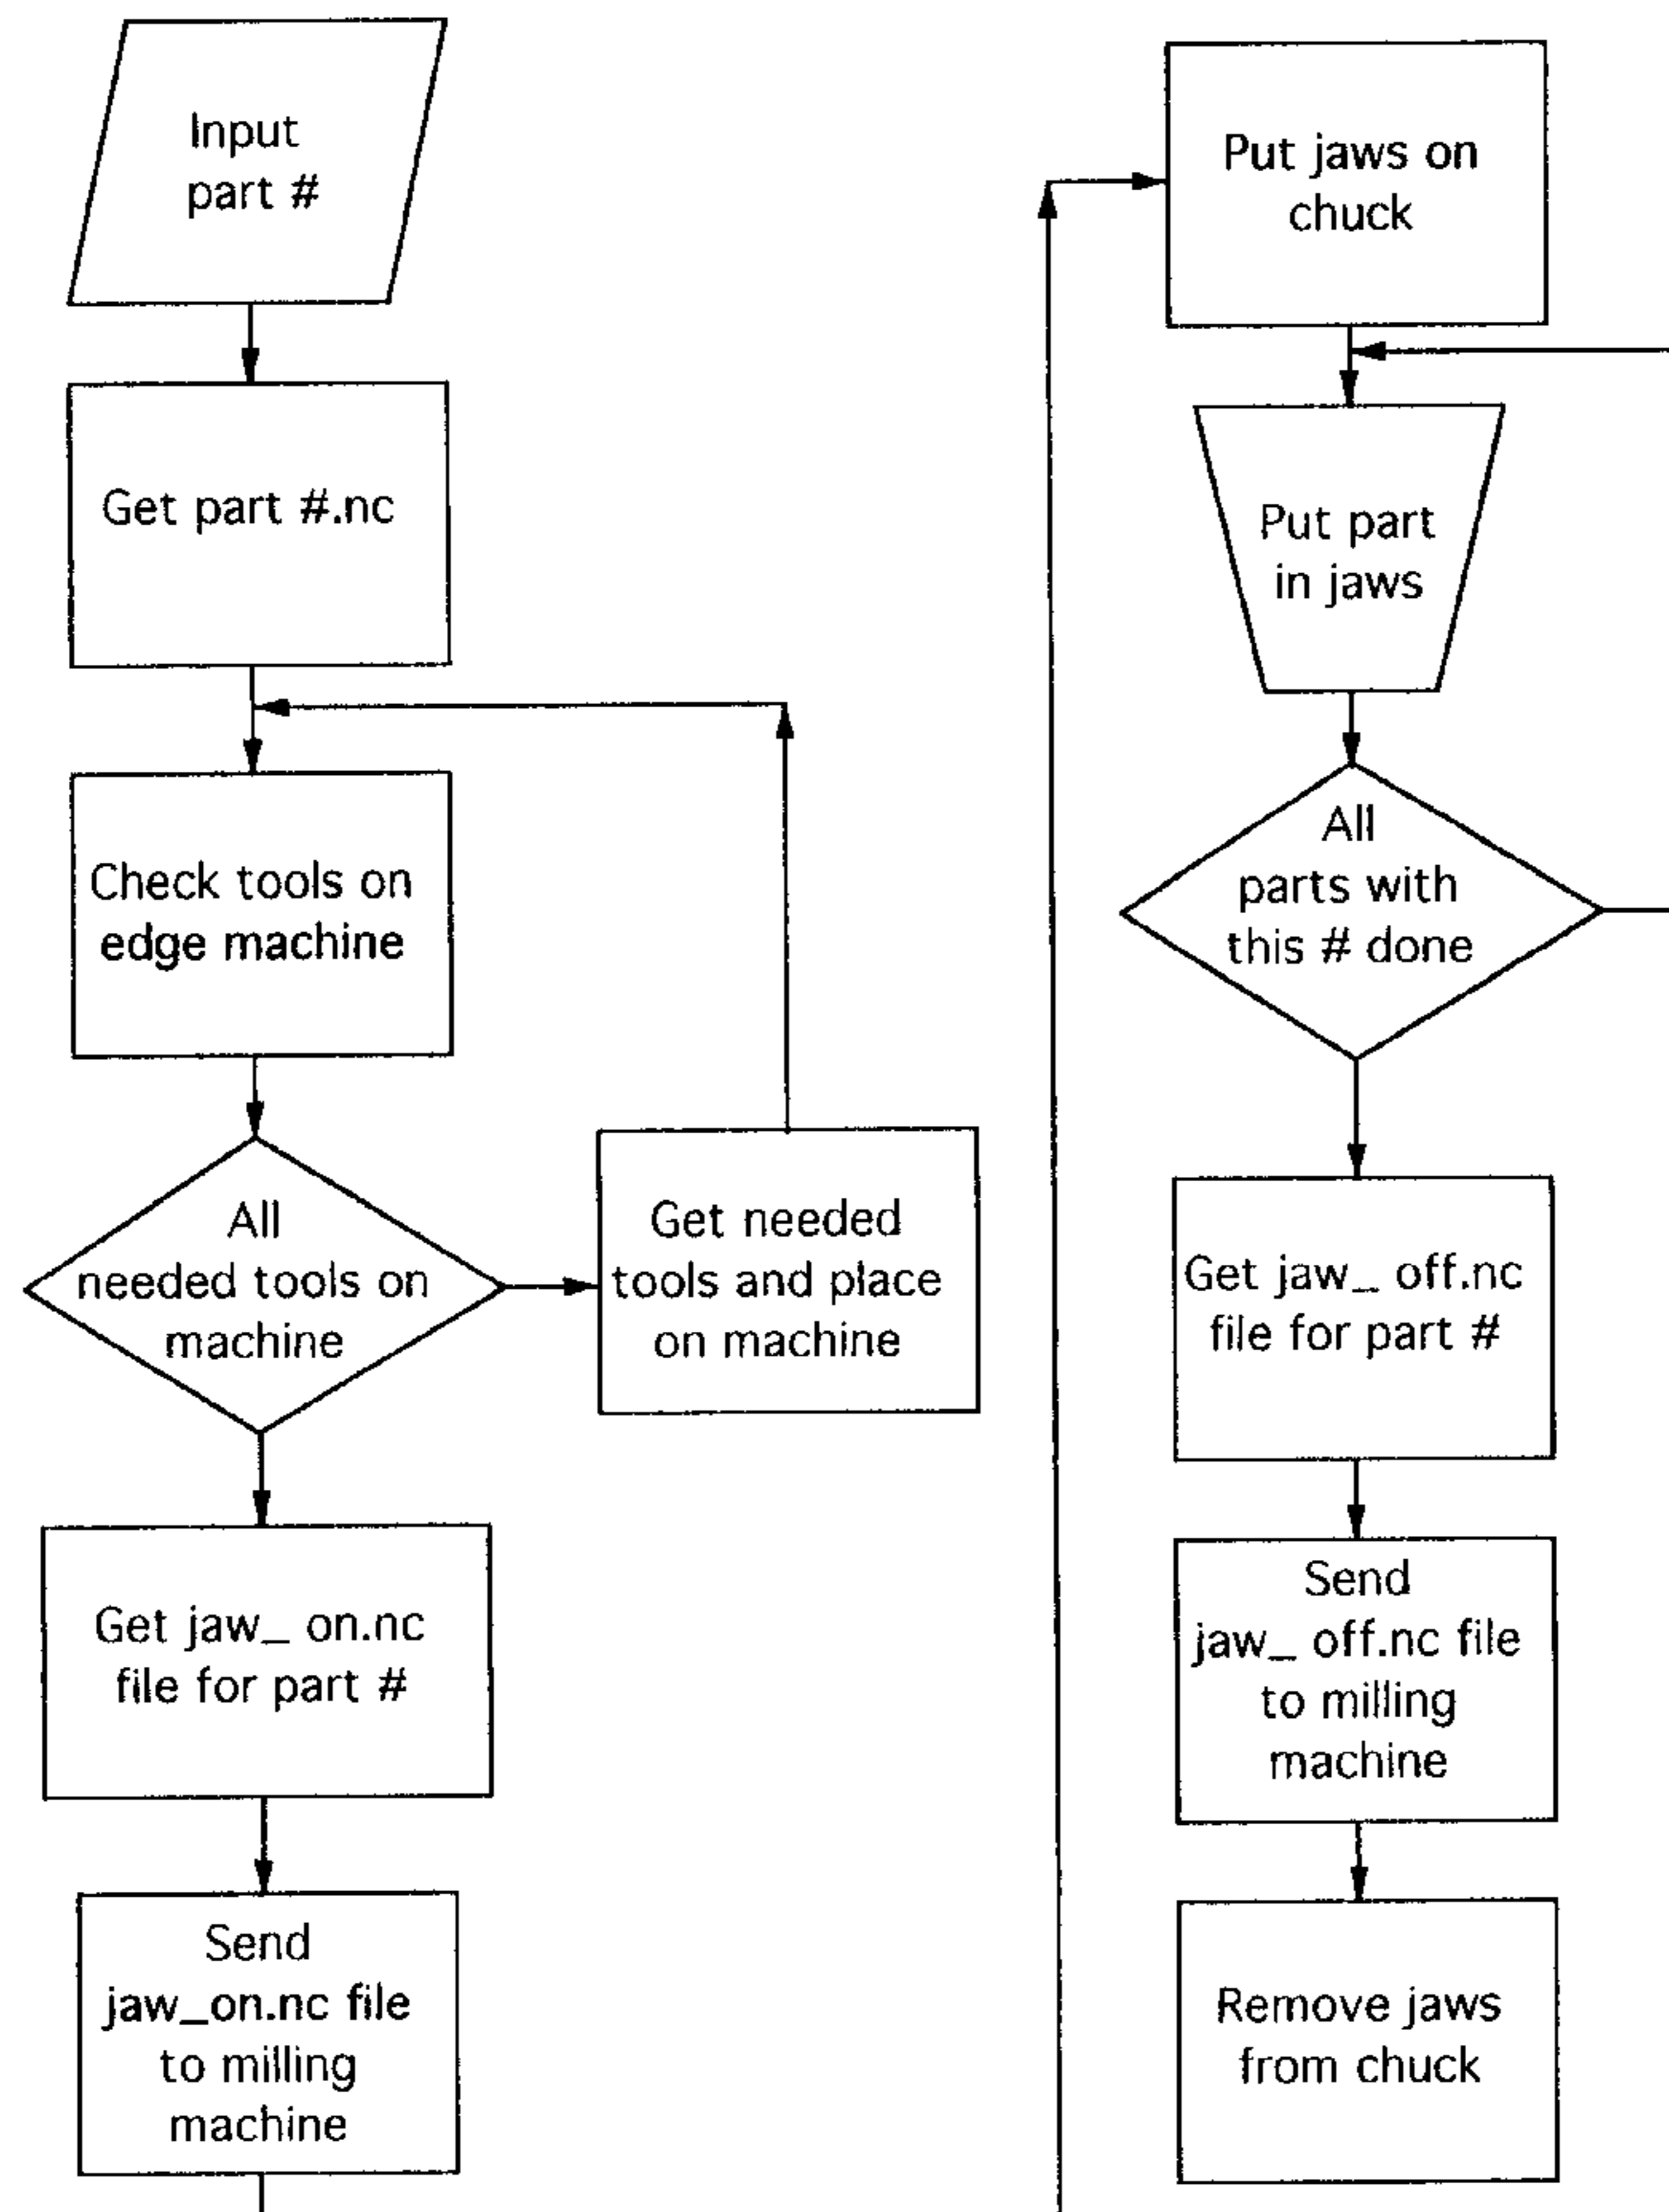 Input
part #
Get part #.nc
Check tools on
edge machine
All
needed tools on
machine
Get needed
tools and place
on machine
Get jaw_ on.nc
file for part #
Send
jaw_on.nc file
to milling
machine
Put jaws on
chuck
Put part
in jaws
All
parts with
this # done
Get jaw_ off.nc
file for part #
Send
jaw_ off.nc file
to milling
machine
Remove jaws
from chuck